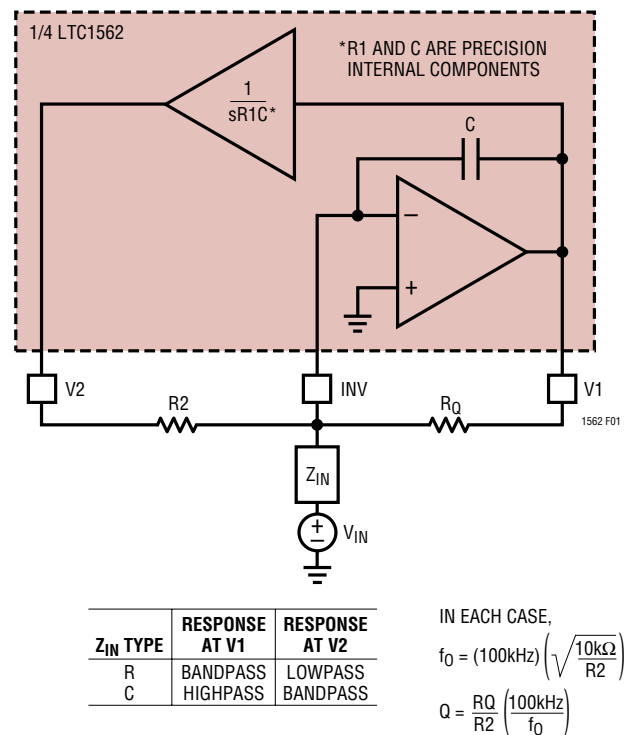 1/4 LTC1562
*R1 AND C ARE PRECISION
INTERNAL COMPONENTS
1
sR1C*
C
−
+
V2
INV
V1
R2
RQ
1562 F01
ZIN
+
−
VIN
ZIN TYPE
RESPONSE
AT V1
RESPONSE
AT V2
R BANDPASS LOWPASS
C HIGHPASS BANDPASS
IN EACH CASE,
fO = (100kHz) (√10kΩ/R2)
Q = RQ/R2 (100kHz/fO)